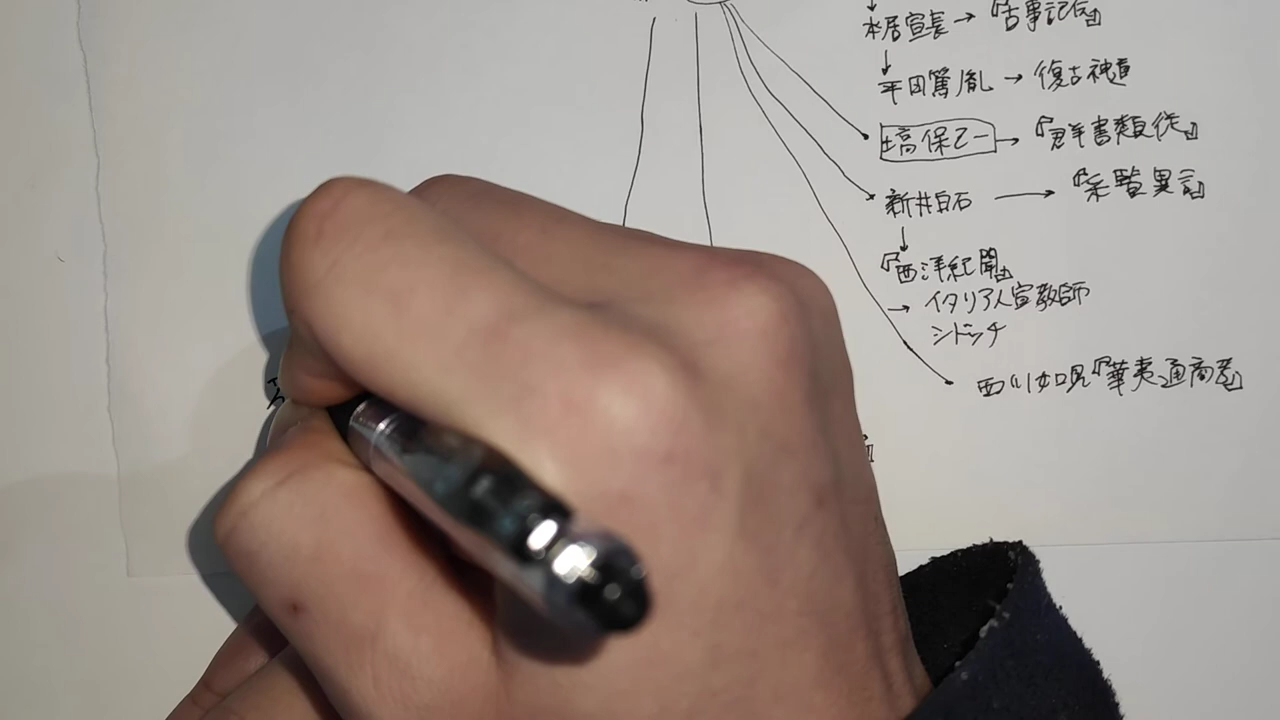 本居宣長→『古事記伝』
平田篤胤→復古神道
塙保己一→『群書類従』
新井白石→『采覧異言』
『西洋紀聞』
→イタリア人宣教師
シドッチ
西川如見『華夷通商考』